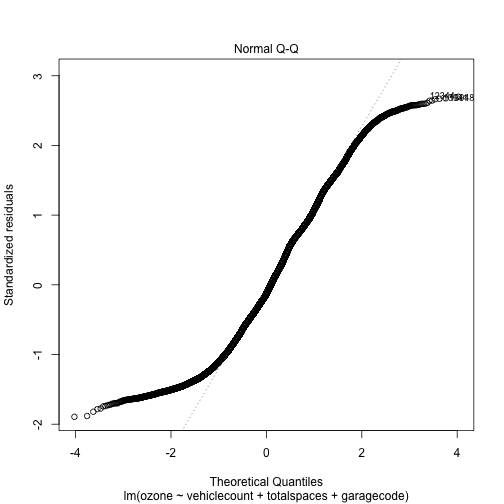 Normal Q-Q
3
2
1
0
-1
-2
Standardized residuals
-4 -2 0 2 4
Theoretical Quantiles
lm(ozone ~ vehiclecount + totalspaces + garagecode)